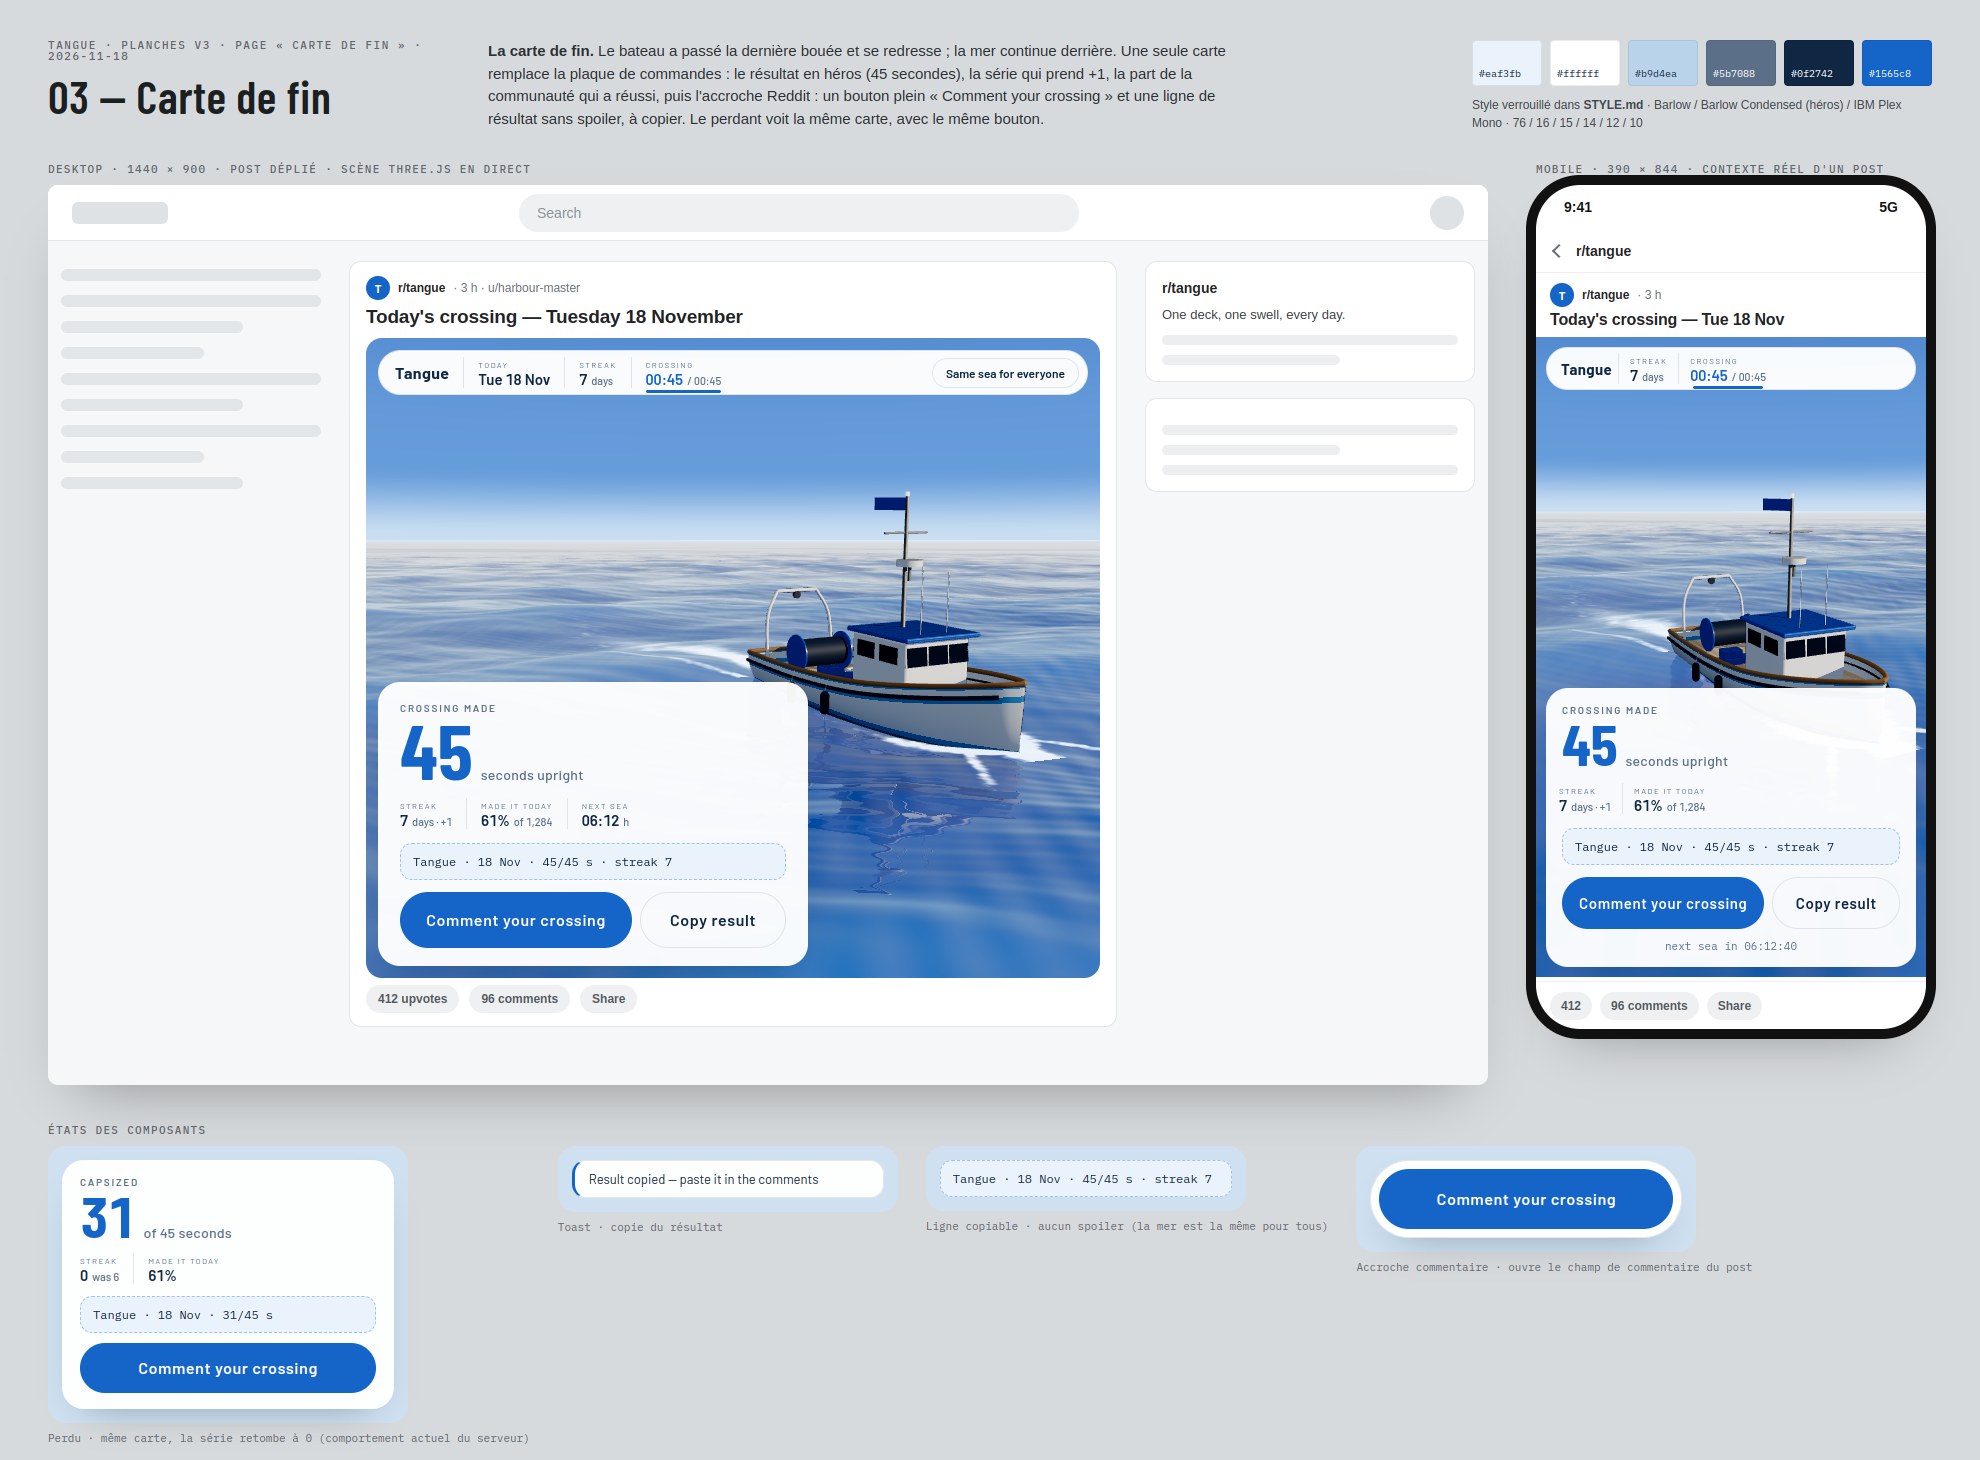 TANGUE · PLANCHES V3 · PAGE « CARTE DE FIN » ·
2026-11-18
03 — Carte de fin
La carte de fin. Le bateau a passé la dernière bouée et se redresse ; la mer continue derrière. Une seule carte
remplace la plaque de commandes : le résultat en héros (45 secondes), la série qui prend +1, la part de la
communauté qui a réussi, puis l'accroche Reddit : un bouton plein « Comment your crossing » et une ligne de
résultat sans spoiler, à copier. Le perdant voit la même carte, avec le même bouton.
#eaf3fb
#ffffff
#b9d4ea
#5b7088
#0f2742
#1565c8
Style verrouillé dans STYLE.md · Barlow / Barlow Condensed (héros) / IBM Plex
Mono · 76 / 16 / 15 / 14 / 12 / 10
DESKTOP · 1440 × 900 · POST DÉPLIÉ · SCÈNE THREE.JS EN DIRECT
Search
T r/tangue · 3 h · u/harbour-master
Today's crossing — Tuesday 18 November
Tangue
TODAY
Tue 18 Nov
STREAK
7 days
CROSSING
00:45 / 00:45
Same sea for everyone
CROSSING MADE
45 seconds upright
STREAK
7 days · +1
MADE IT TODAY
61% of 1,284
NEXT SEA
06:12 h
Tangue · 18 Nov · 45/45 s · streak 7
Comment your crossing
Copy result
412 upvotes
96 comments
Share
r/tangue
One deck, one swell, every day.
MOBILE · 390 × 844 · CONTEXTE RÉEL D'UN POST
9:41
5G
r/tangue
T r/tangue · 3 h
Today's crossing — Tue 18 Nov
Tangue
STREAK
7 days
CROSSING
00:45 / 00:45
CROSSING MADE
45 seconds upright
STREAK
7 days · +1
MADE IT TODAY
61% of 1,284
Tangue · 18 Nov · 45/45 s · streak 7
Comment your crossing
Copy result
next sea in 06:12:40
412
96 comments
Share
ÉTATS DES COMPOSANTS
CAPSIZED
31 of 45 seconds
STREAK
0 was 6
MADE IT TODAY
61%
Tangue · 18 Nov · 31/45 s
Comment your crossing
Perdu · même carte, la série retombe à 0 (comportement actuel du serveur)
Result copied — paste it in the comments
Toast · copie du résultat
Tangue · 18 Nov · 45/45 s · streak 7
Ligne copiable · aucun spoiler (la mer est la même pour tous)
Comment your crossing
Accroche commentaire · ouvre le champ de commentaire du post